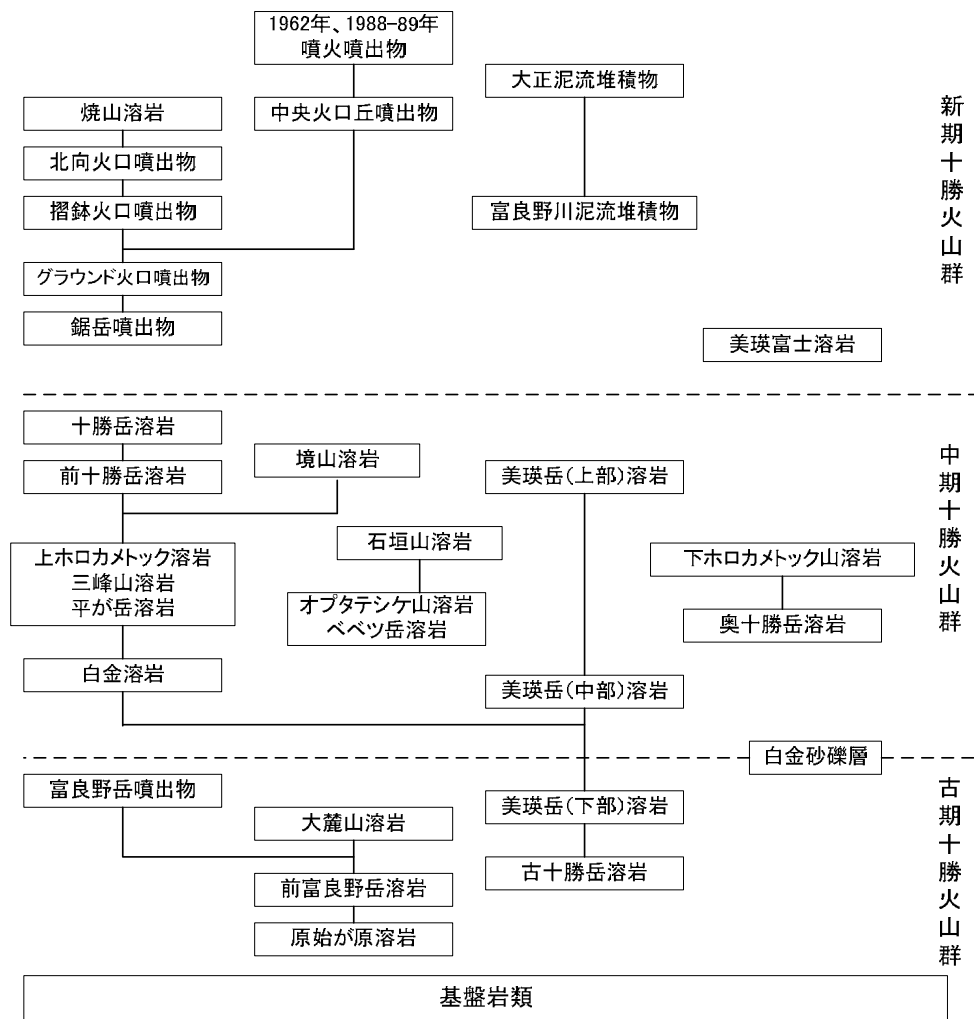 1962年、1988-89年
噴火噴出物
大正泥流堆積物
焼山溶岩
中央火口丘噴出物
北向火口噴出物
摺鉢火口噴出物
富良野川泥流堆積物
グラウンド火口噴出物
鋸岳噴出物
美瑛富士溶岩
新期十勝火山群
十勝岳溶岩
前十勝岳溶岩
境山溶岩
美瑛岳(上部)溶岩
上ホロカメトック溶岩
三峰山溶岩
平が岳溶岩
石垣山溶岩
下ホロカメトック山溶岩
オプタテシケ山溶岩
ベベツ岳溶岩
奥十勝岳溶岩
白金溶岩
美瑛岳(中部)溶岩
中期十勝火山群
白金砂礫層
富良野岳噴出物
美瑛岳(下部)溶岩
大麓山溶岩
古十勝岳溶岩
前富良野岳溶岩
原始が原溶岩
古期十勝火山群
基盤岩類